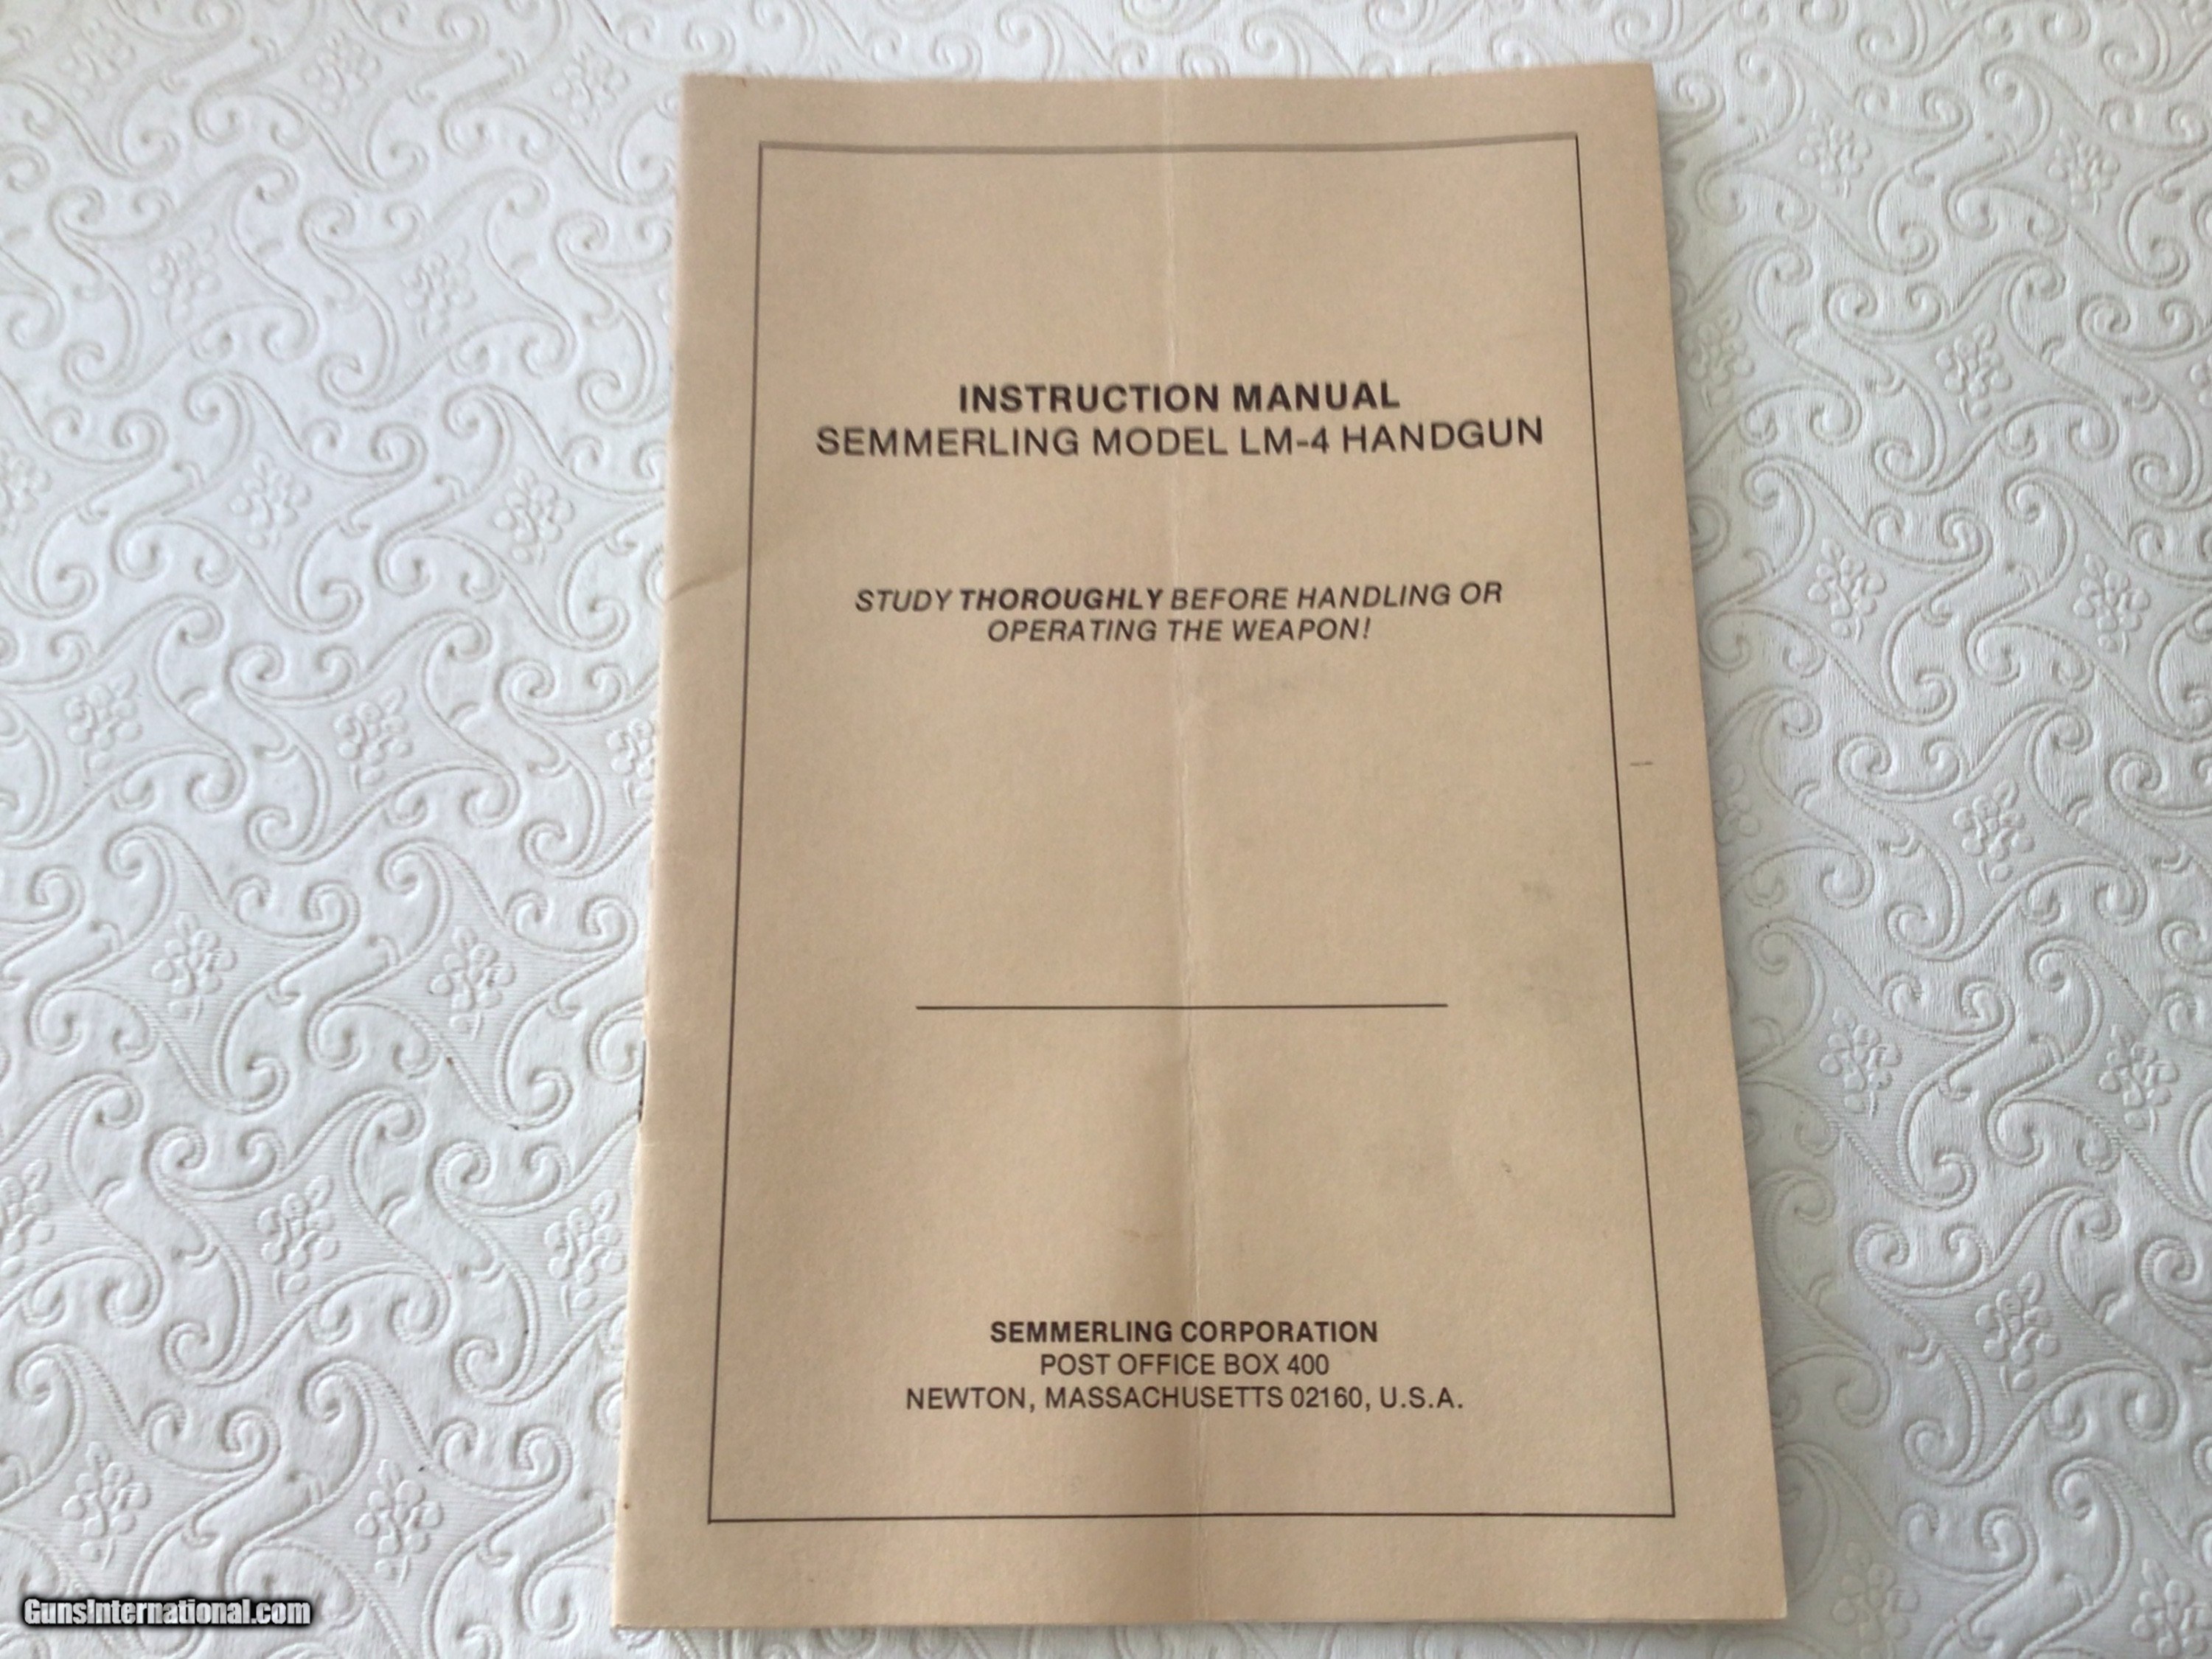 INSTRUCTION MANUAL
SEMMERLING MODEL LM-4 HANDGUN
STUDY THOROUGHLY BEFORE HANDLING OR
OPERATING THE WEAPON!
SEMMERLING CORPORATION
POST OFFICE BOX 400
NEWTON, MASSACHUSETTS 02160, U.S.A.
GunsInternational.com